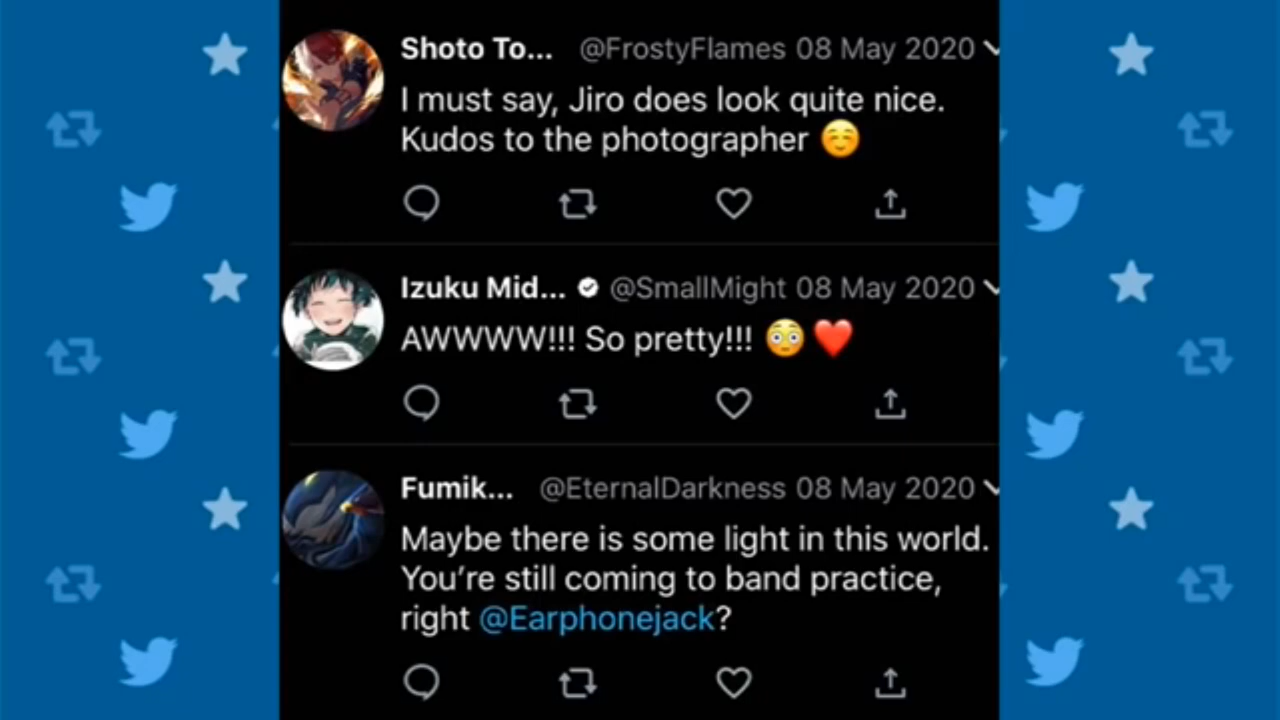 Shoto To... @FrostyFlames 08 May 2020
I must say, Jiro does look quite nice.
Kudos to the photographer ☺️
Izuku Mid... @SmallMight 08 May 2020
AWWWW!!! So pretty!!! 😳❤️
Fumik... @EternalDarkness 08 May 2020
Maybe there is some light in this world.
You’re still coming to band practice,
right @Earphonejack?